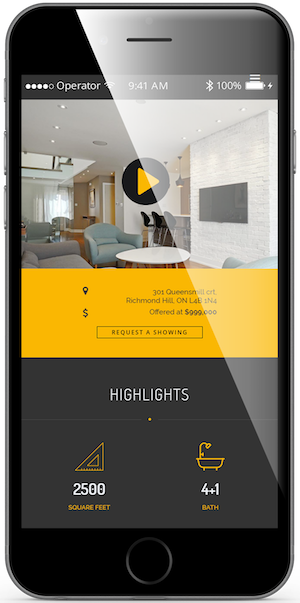 Operator 9:41 AM 100%
301 Queensmill crt.
Richmond Hill, ON L4B 1N4
$ Offered at $999,000
REQUEST A SHOWING
HIGHLIGHTS
2500 4+1
SQUARE FEET BATH